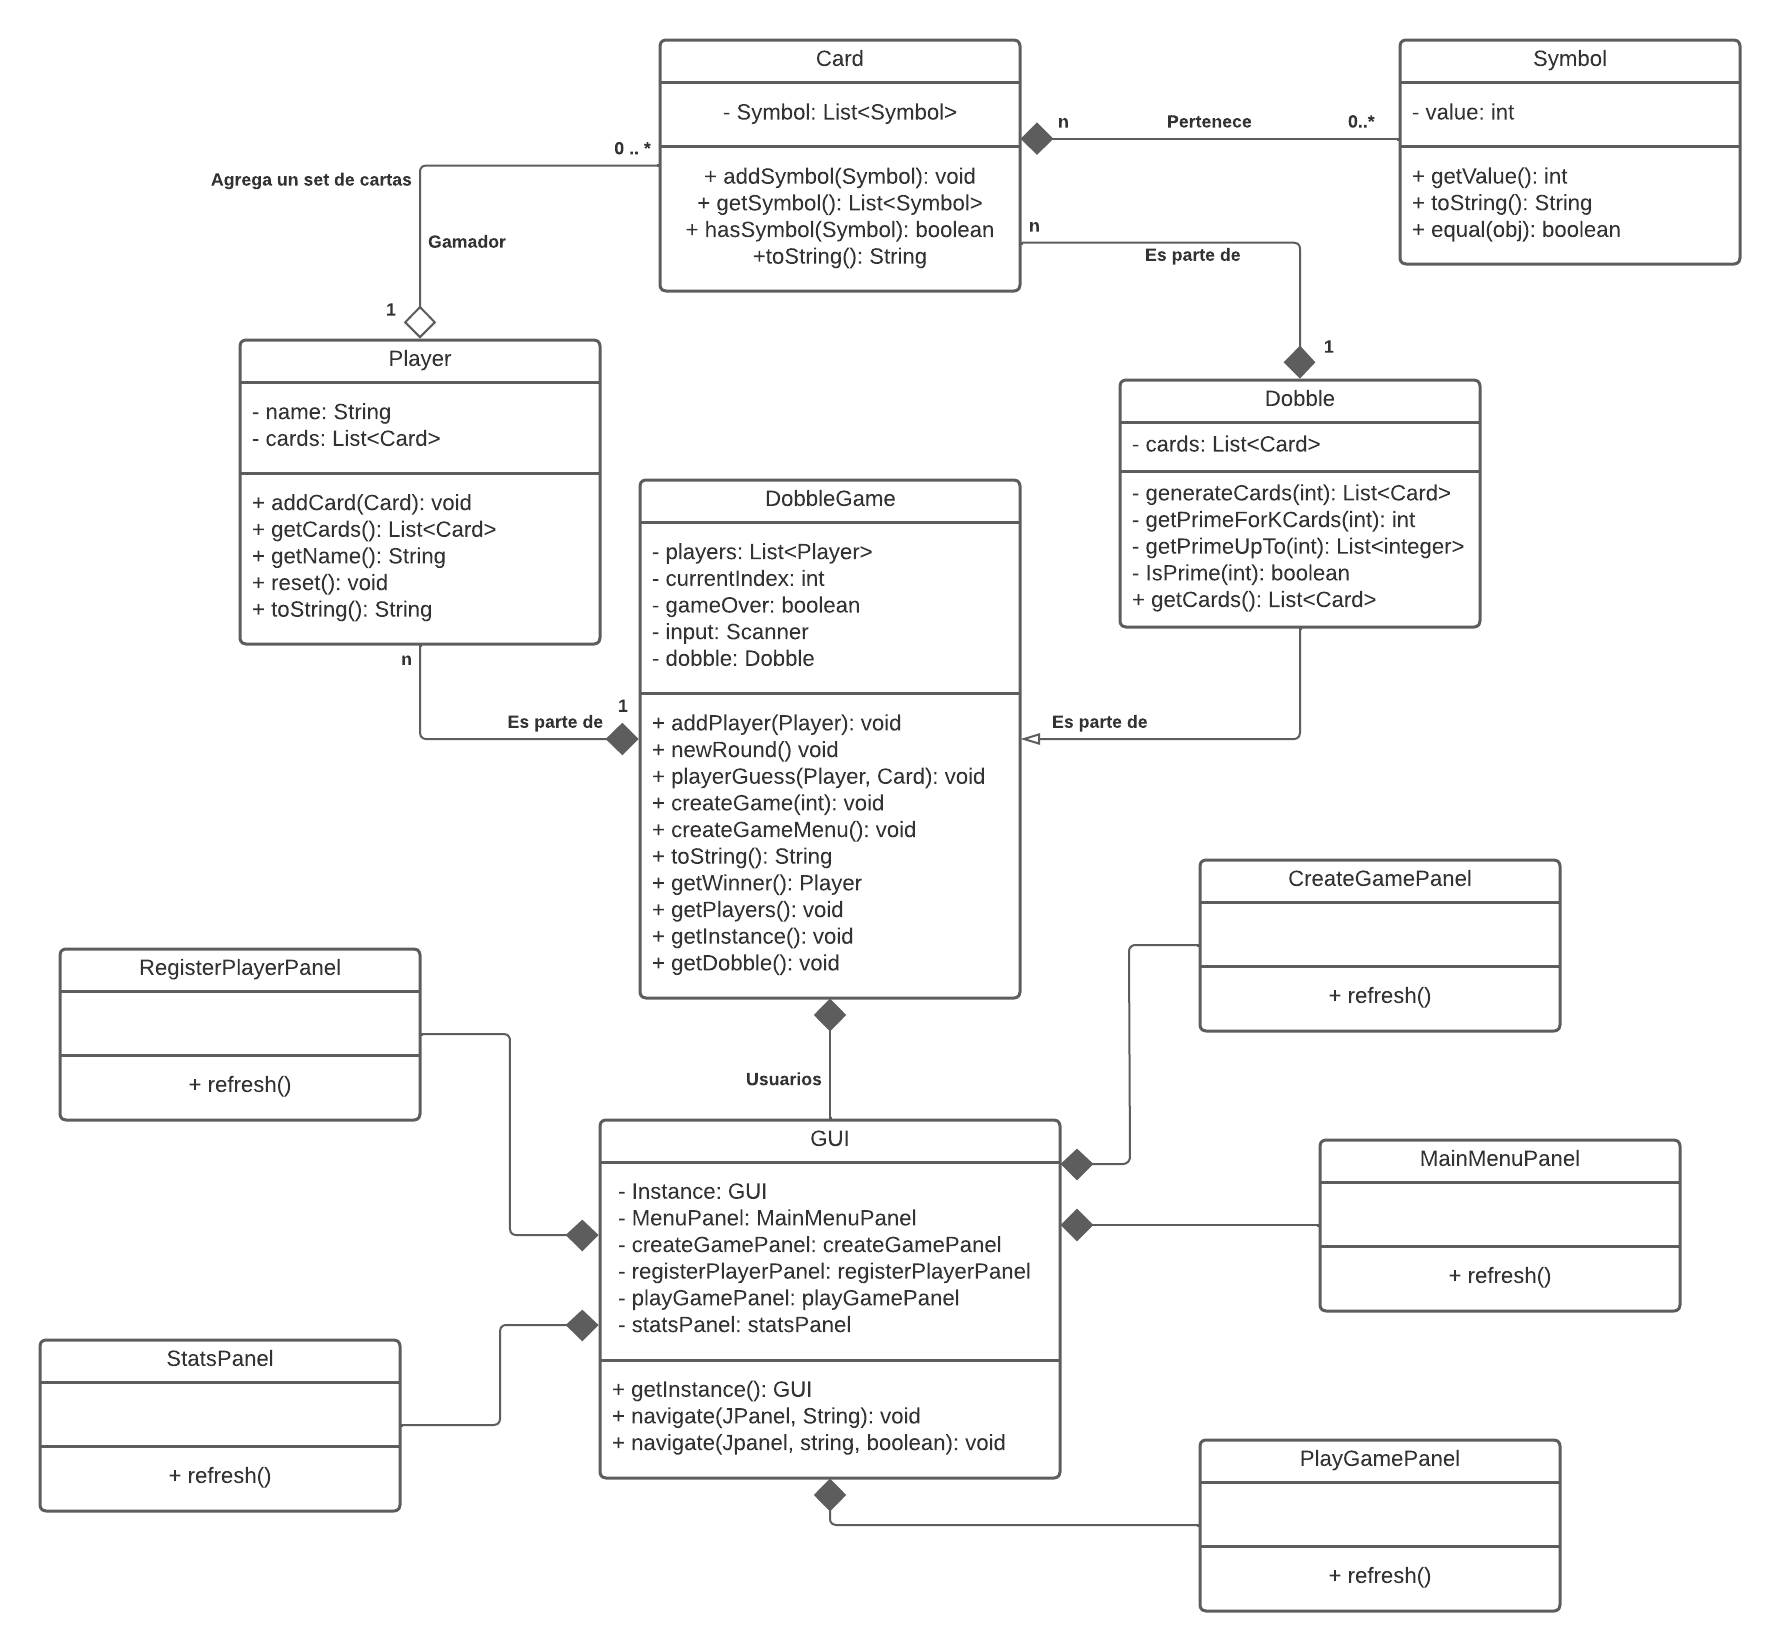 Card
- Symbol: List<Symbol>
+ addSymbol(Symbol): void
+ getSymbol(): List<Symbol>
+ hasSymbol(Symbol): boolean
+toString(): String
n
Pertenece
0..*
Symbol
- value: int
+ getValue(): int
+ toString(): String
+ equal(obj): boolean
0 .. *
Agrega un set de cartas
Gamador
1
n
Es parte de
1
Player
- name: String
- cards: List<Card>
+ addCard(Card): void
+ getCards(): List<Card>
+ getName(): String
+ reset(): void
+ toString(): String
Dobble
- cards: List<Card>
- generateCards(int): List<Card>
- getPrimeForKCards(int): int
- getPrimeUpTo(int): List<integer>
- IsPrime(int): boolean
+ getCards(): List<Card>
DobbleGame
- players: List<Player>
- currentIndex: int
- gameOver: boolean
- input: Scanner
- dobble: Dobble
+ addPlayer(Player): void
+ newRound() void
+ playerGuess(Player, Card): void
+ createGame(int): void
+ createGameMenu(): void
+ toString(): String
+ getWinner(): Player
+ getPlayers(): void
+ getInstance(): void
+ getDobble(): void
n
Es parte de
1
Es parte de
CreateGamePanel
+ refresh()
RegisterPlayerPanel
+ refresh()
Usuarios
GUI
- Instance: GUI
- MenuPanel: MainMenuPanel
- createGamePanel: createGamePanel
- registerPlayerPanel: registerPlayerPanel
- playGamePanel: playGamePanel
- statsPanel: statsPanel
+ getInstance(): GUI
+ navigate(JPanel, String): void
+ navigate(Jpanel, string, boolean): void
MainMenuPanel
+ refresh()
StatsPanel
+ refresh()
PlayGamePanel
+ refresh()